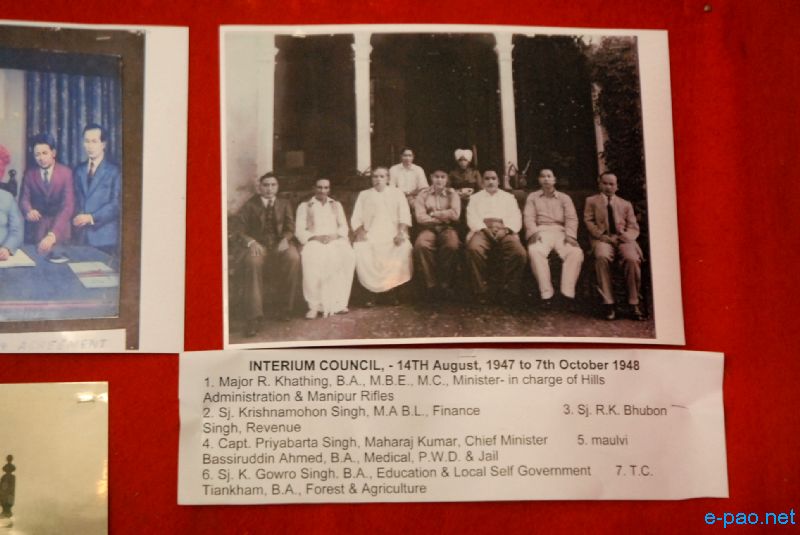 AGREEMENT
INTERIUM COUNCIL, - 14TH August, 1947 to 7th October 1948
1. Major R. Khathing, B.A., M.B.E., M.C., Minister- in charge of Hills
Administration & Manipur Rifles
2. Sj. Krishnamohon Singh, M.A B.L., Finance 3. Sj. R.K. Bhubon
Singh, Revenue
4. Capt. Priyabarta Singh, Maharaj Kumar, Chief Minister 5. maulvi
Bassiruddin Ahmed, B.A., Medical, P.W.D. & Jail
6. Sj. K. Gowro Singh, B.A., Education & Local Self Government 7. T.C.
Tiankham, B.A., Forest & Agriculture
e-pao.net